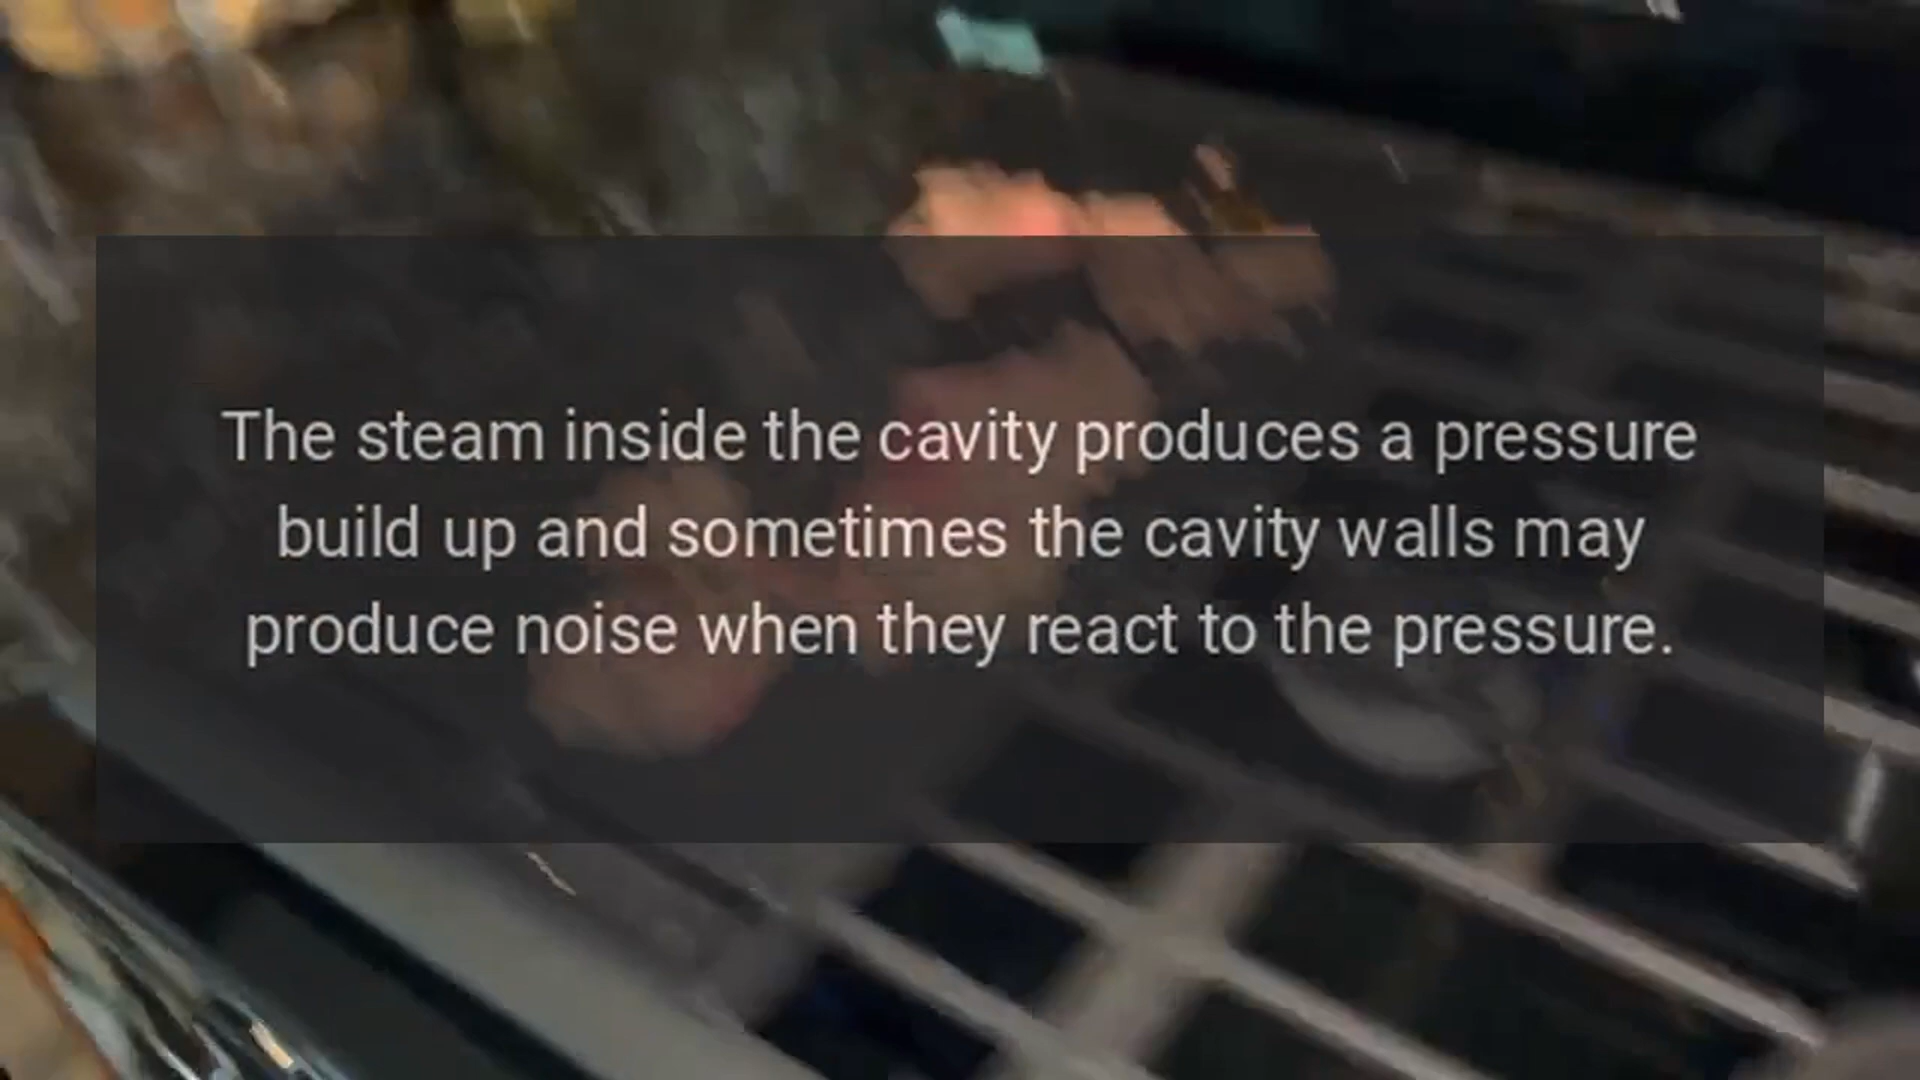 The steam inside the cavity produces a pressure
build up and sometimes the cavity walls may
produce noise when they react to the pressure.